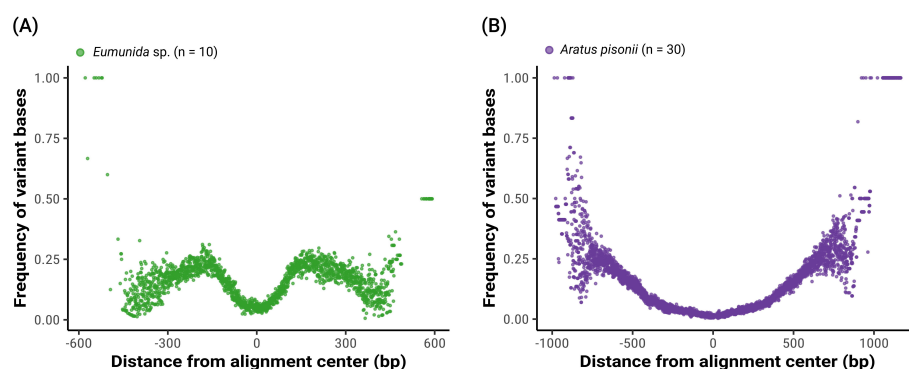 (A)
Eumunida sp. (n = 10)
Frequency of variant bases
1.00
0.75
0.50
0.25
0.00
-600
-300
0
300
600
Distance from alignment center (bp)
(B)
Aratus pisonii (n = 30)
Frequency of variant bases
1.00
0.75
0.50
0.25
0.00
-1000
-500
0
500
1000
Distance from alignment center (bp)